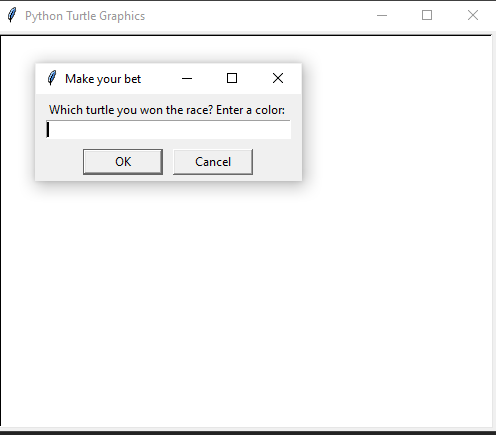 Python Turtle Graphics
Make your bet
Which turtle you won the race? Enter a color:
OK
Cancel